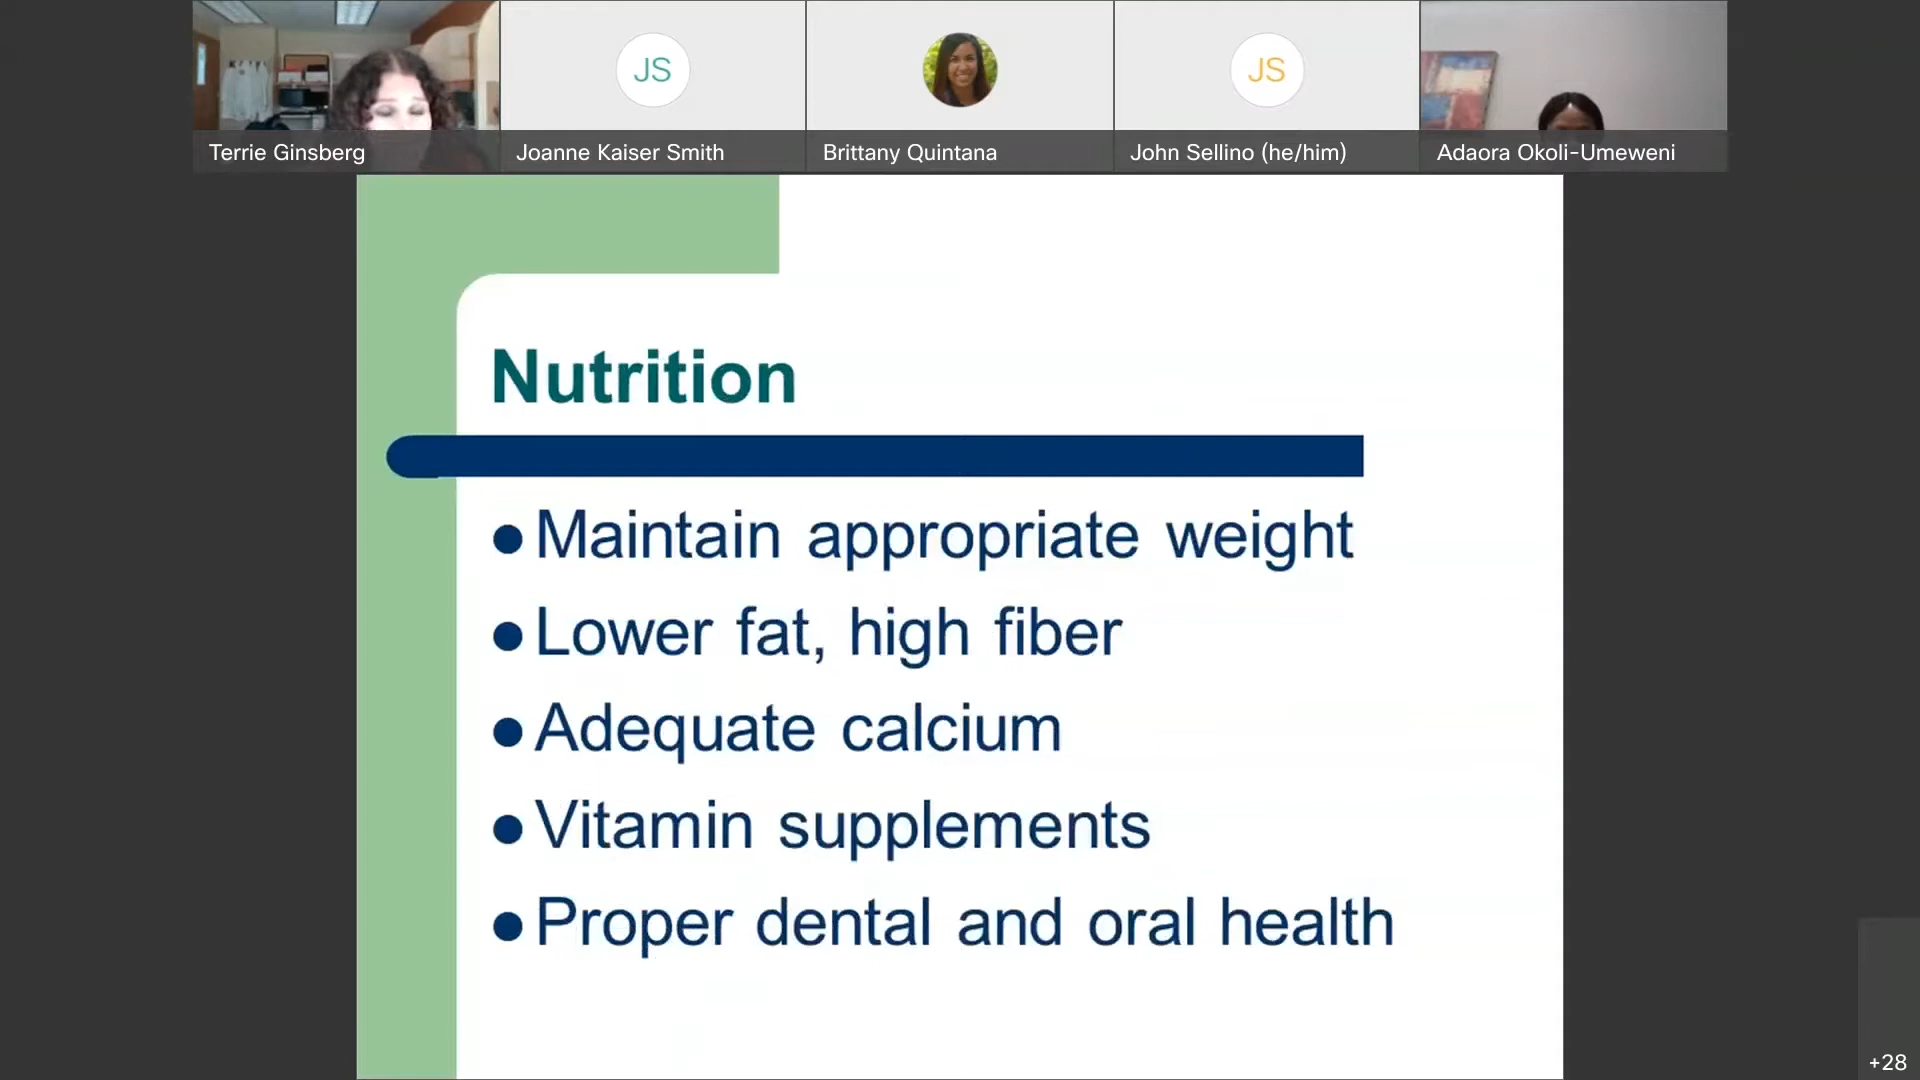 JS
JS
Terrie Ginsberg
Joanne Kaiser Smith
Brittany Quintana
John Sellino (he/him)
Adaora Okoli-Umeweni
Nutrition
●Maintain appropriate weight
●Lower fat, high fiber
●Adequate calcium
●Vitamin supplements
●Proper dental and oral health
+28